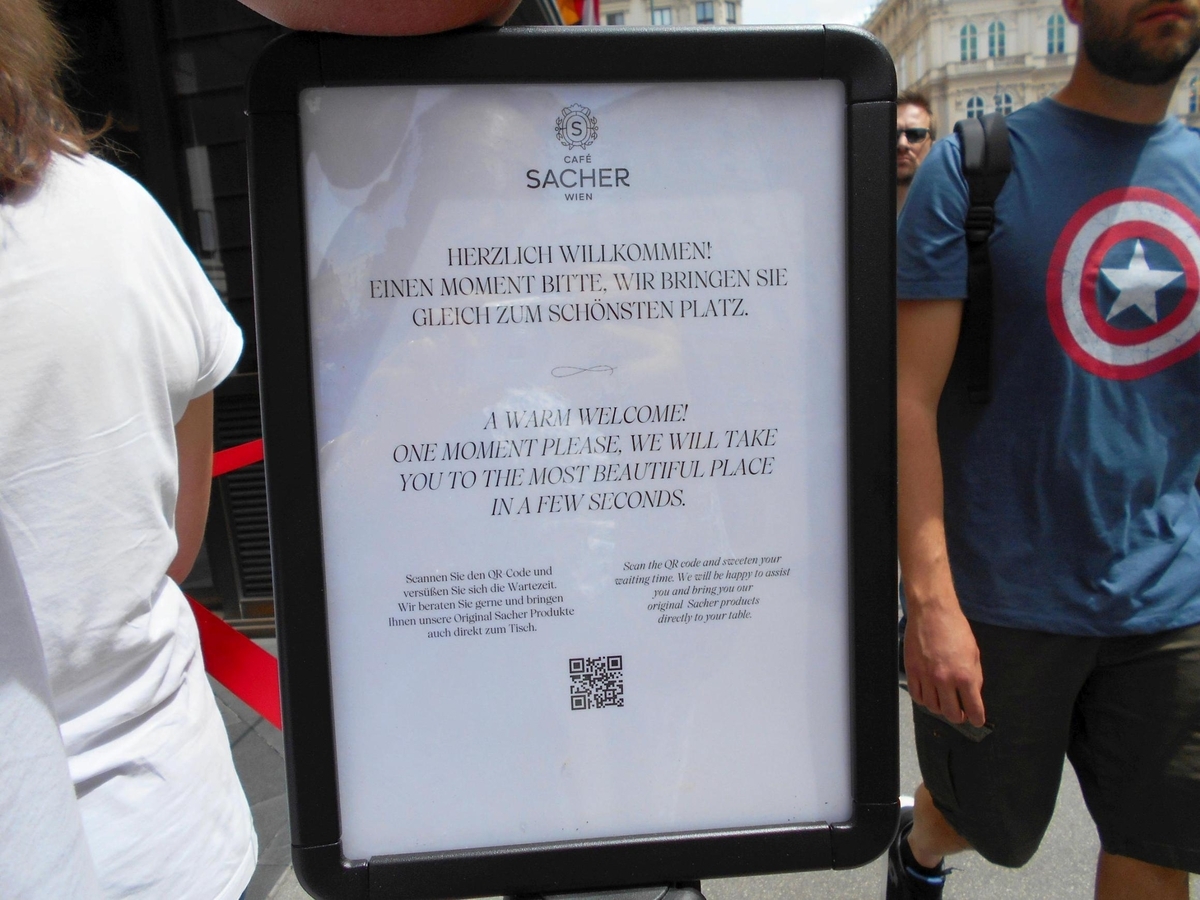 S
CAFÉ
SACHER
WIEN
HERZLICH WILLKOMMEN!
EINEN MOMENT BITTE, WIR BRINGEN SIE
GLEICH ZUM SCHÖNSTEN PLATZ.
A WARM WELCOME!
ONE MOMENT PLEASE, WE WILL TAKE
YOU TO THE MOST BEAUTIFUL PLACE
IN A FEW SECONDS.
Scannen Sie den QR-Code und
versüßen Sie sich die Wartezeit.
Wir beraten Sie gerne und bringen
Ihnen unsere Original Sacher Produkte
auch direkt zum Tisch.
Scan the QR code and sweeten your
waiting time. We will be happy to assist
you and bring you our
original Sacher products
directly to your table.